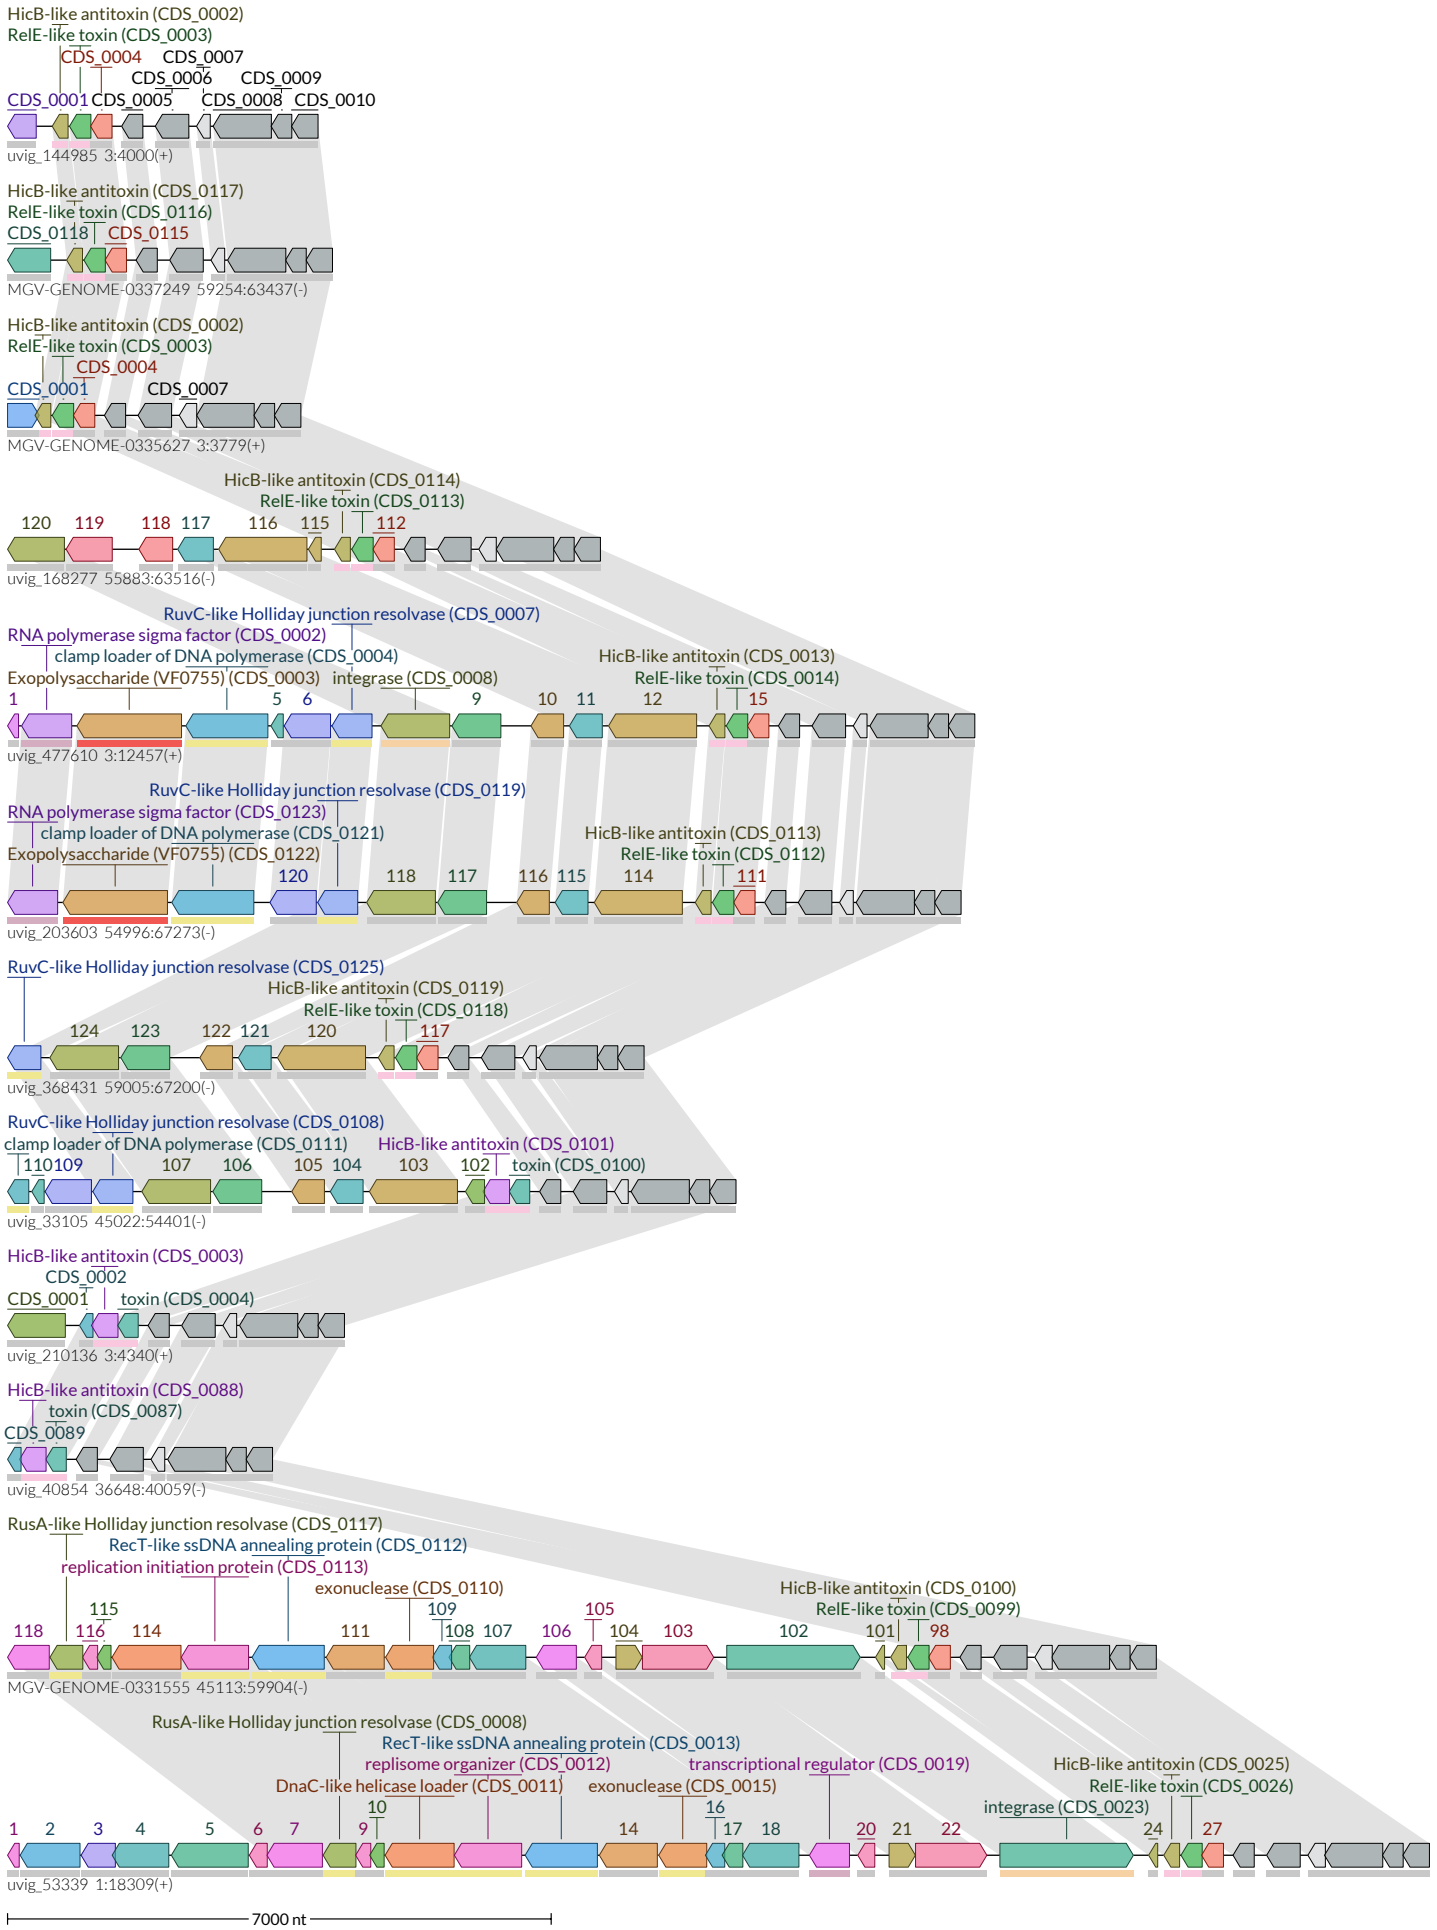 HicB-like antitoxin (CDS_0002)
RelE-like toxin (CDS_0003)
CDS_0004 CDS_0007
CDS_0006 CDS_0009
CDS_0001 CDS_0005 CDS_0008 CDS_0010
uvig_144985 3:4000(+)
HicB-like antitoxin (CDS_0117)
RelE-like toxin (CDS_0116)
CDS_0118 CDS_0115
MGV-GENOME-0337249 59254:63437(-)
HicB-like antitoxin (CDS_0002)
RelE-like toxin (CDS_0003)
CDS_0004
CDS_0001 CDS_0007
MGV-GENOME-0335627 3:3779(+)
HicB-like antitoxin (CDS_0114)
RelE-like toxin (CDS_0113)
120 119 118 117 116 115 112
uvig_168277 55883:63516(-)
RuvC-like Holliday junction resolvase (CDS_0007)
RNA polymerase sigma factor (CDS_0002)
clamp loader of DNA polymerase (CDS_0004) HicB-like antitoxin (CDS_0013)
Exopolysaccharide (VF0755) (CDS_0003) integrase (CDS_0008) RelE-like toxin (CDS_0014)
1 5 6 9 10 11 12 15
uvig_477610 3:12457(+)
RuvC-like Holliday junction resolvase (CDS_0119)
RNA polymerase sigma factor (CDS_0123)
clamp loader of DNA polymerase (CDS_0121) HicB-like antitoxin (CDS_0113)
Exopolysaccharide (VF0755) (CDS_0122) RelE-like toxin (CDS_0112)
120 118 117 116 115 114 111
uvig_203603 54996:67273(-)
RuvC-like Holliday junction resolvase (CDS_0125)
HicB-like antitoxin (CDS_0119)
RelE-like toxin (CDS_0118)
124 123 122 121 120 117
uvig_368431 59005:67200(-)
RuvC-like Holliday junction resolvase (CDS_0108)
clamp loader of DNA polymerase (CDS_0111) HicB-like antitoxin (CDS_0101)
110 109 107 106 105 104 103 102 toxin (CDS_0100)
uvig_33105 45022:54401(-)
HicB-like antitoxin (CDS_0003)
CDS_0002
CDS_0001 toxin (CDS_0004)
uvig_210136 3:4340(+)
HicB-like antitoxin (CDS_0088)
toxin (CDS_0087)
CDS_0089
uvig_40854 36648:40059(-)
RusA-like Holliday junction resolvase (CDS_0117)
RecT-like ssDNA annealing protein (CDS_0112)
replication initiation protein (CDS_0113)
exonuclease (CDS_0110) HicB-like antitoxin (CDS_0100)
115 109 105 RelE-like toxin (CDS_0099)
118 116 114 111 108 107 106 104 103 102 101 98
MGV-GENOME-0331555 45113:59904(-)
RusA-like Holliday junction resolvase (CDS_0008)
RecT-like ssDNA annealing protein (CDS_0013)
replisome organizer (CDS_0012) transcriptional regulator (CDS_0019) HicB-like antitoxin (CDS_0025)
DnaC-like helicase loader (CDS_0011) exonuclease (CDS_0015) RelE-like toxin (CDS_0026)
10 16 integrase (CDS_0023)
1 2 3 4 5 6 7 9 14 17 18 20 21 22 24 27
uvig_53339 1:18309(+)
7000 nt